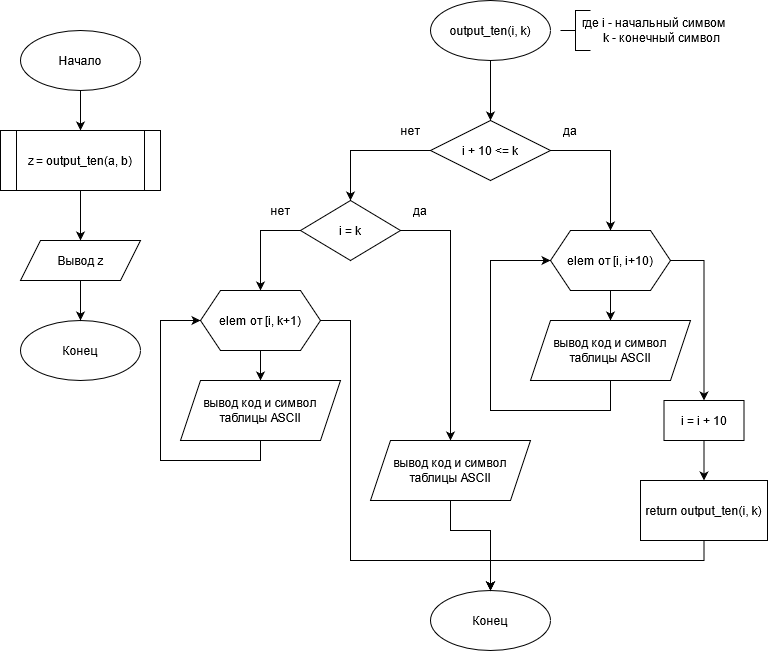 Начало
z = output_ten(a, b)
Вывод z
Конец
output_ten(i, k)
где i - начальный симвом
k - конечный символ
i + 10 <= k
нет
да
i = k
нет
да
elem от [i, k+1)
вывод код и символ
таблицы ASCII
вывод код и символ
таблицы ASCII
elem от [i, i+10)
вывод код и символ
таблицы ASCII
i = i + 10
return output_ten(i, k)
Конец